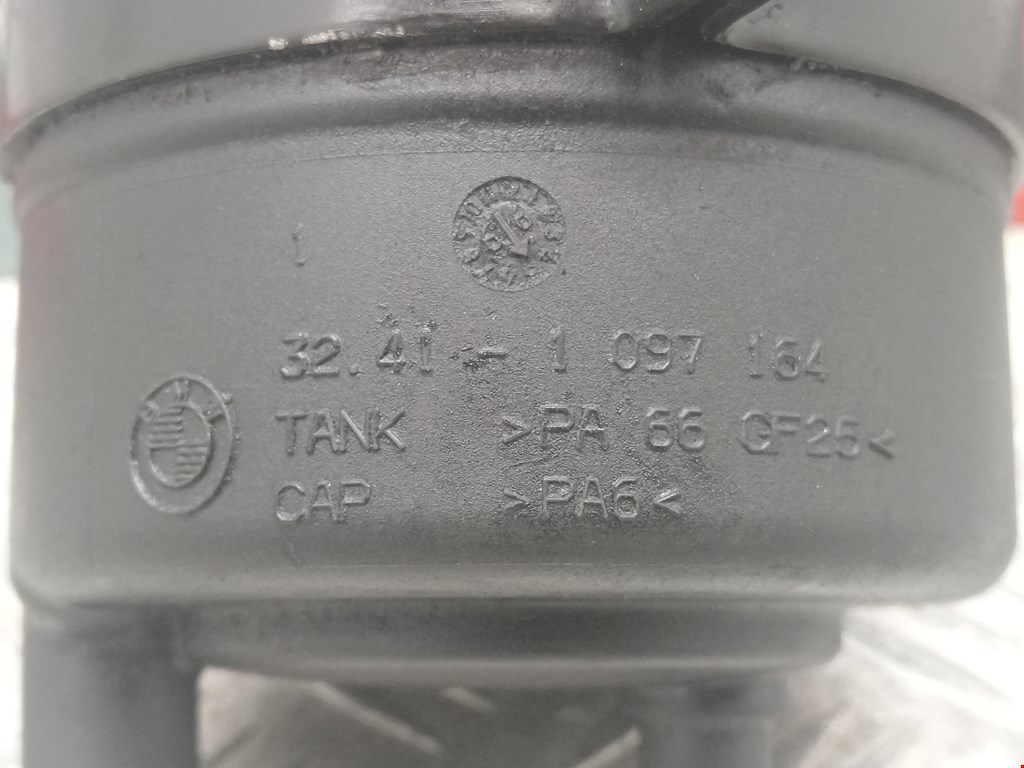 1
32.41 - 1 097 164
TANK >PA 66 GF25<
CAP >PA6<